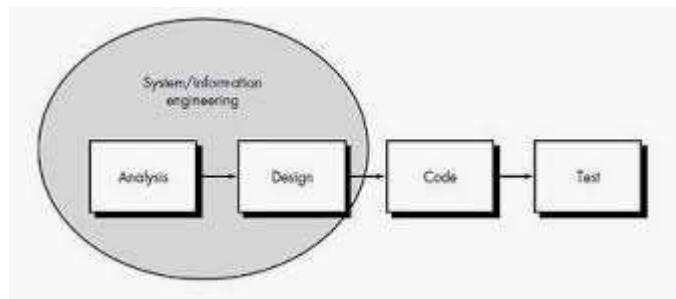 System/information
engineering
Analysis
Design
Code
Test